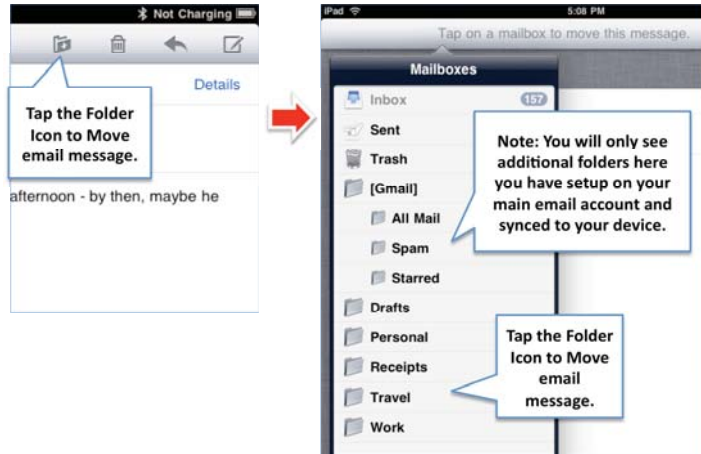 Not Charging
Details
Tap the Folder
Icon to Move
email message.
afternoon - by then, maybe he
iPad
5:08 PM
Tap on a mailbox to move this message.
Mailboxes
Inbox 157
Sent
Trash
[Gmail]
All Mail
Spam
Starred
Drafts
Personal
Receipts
Travel
Work
Note: You will only see
additional folders here
you have setup on your
main email account and
synced to your device.
Tap the Folder
Icon to Move
email
message.